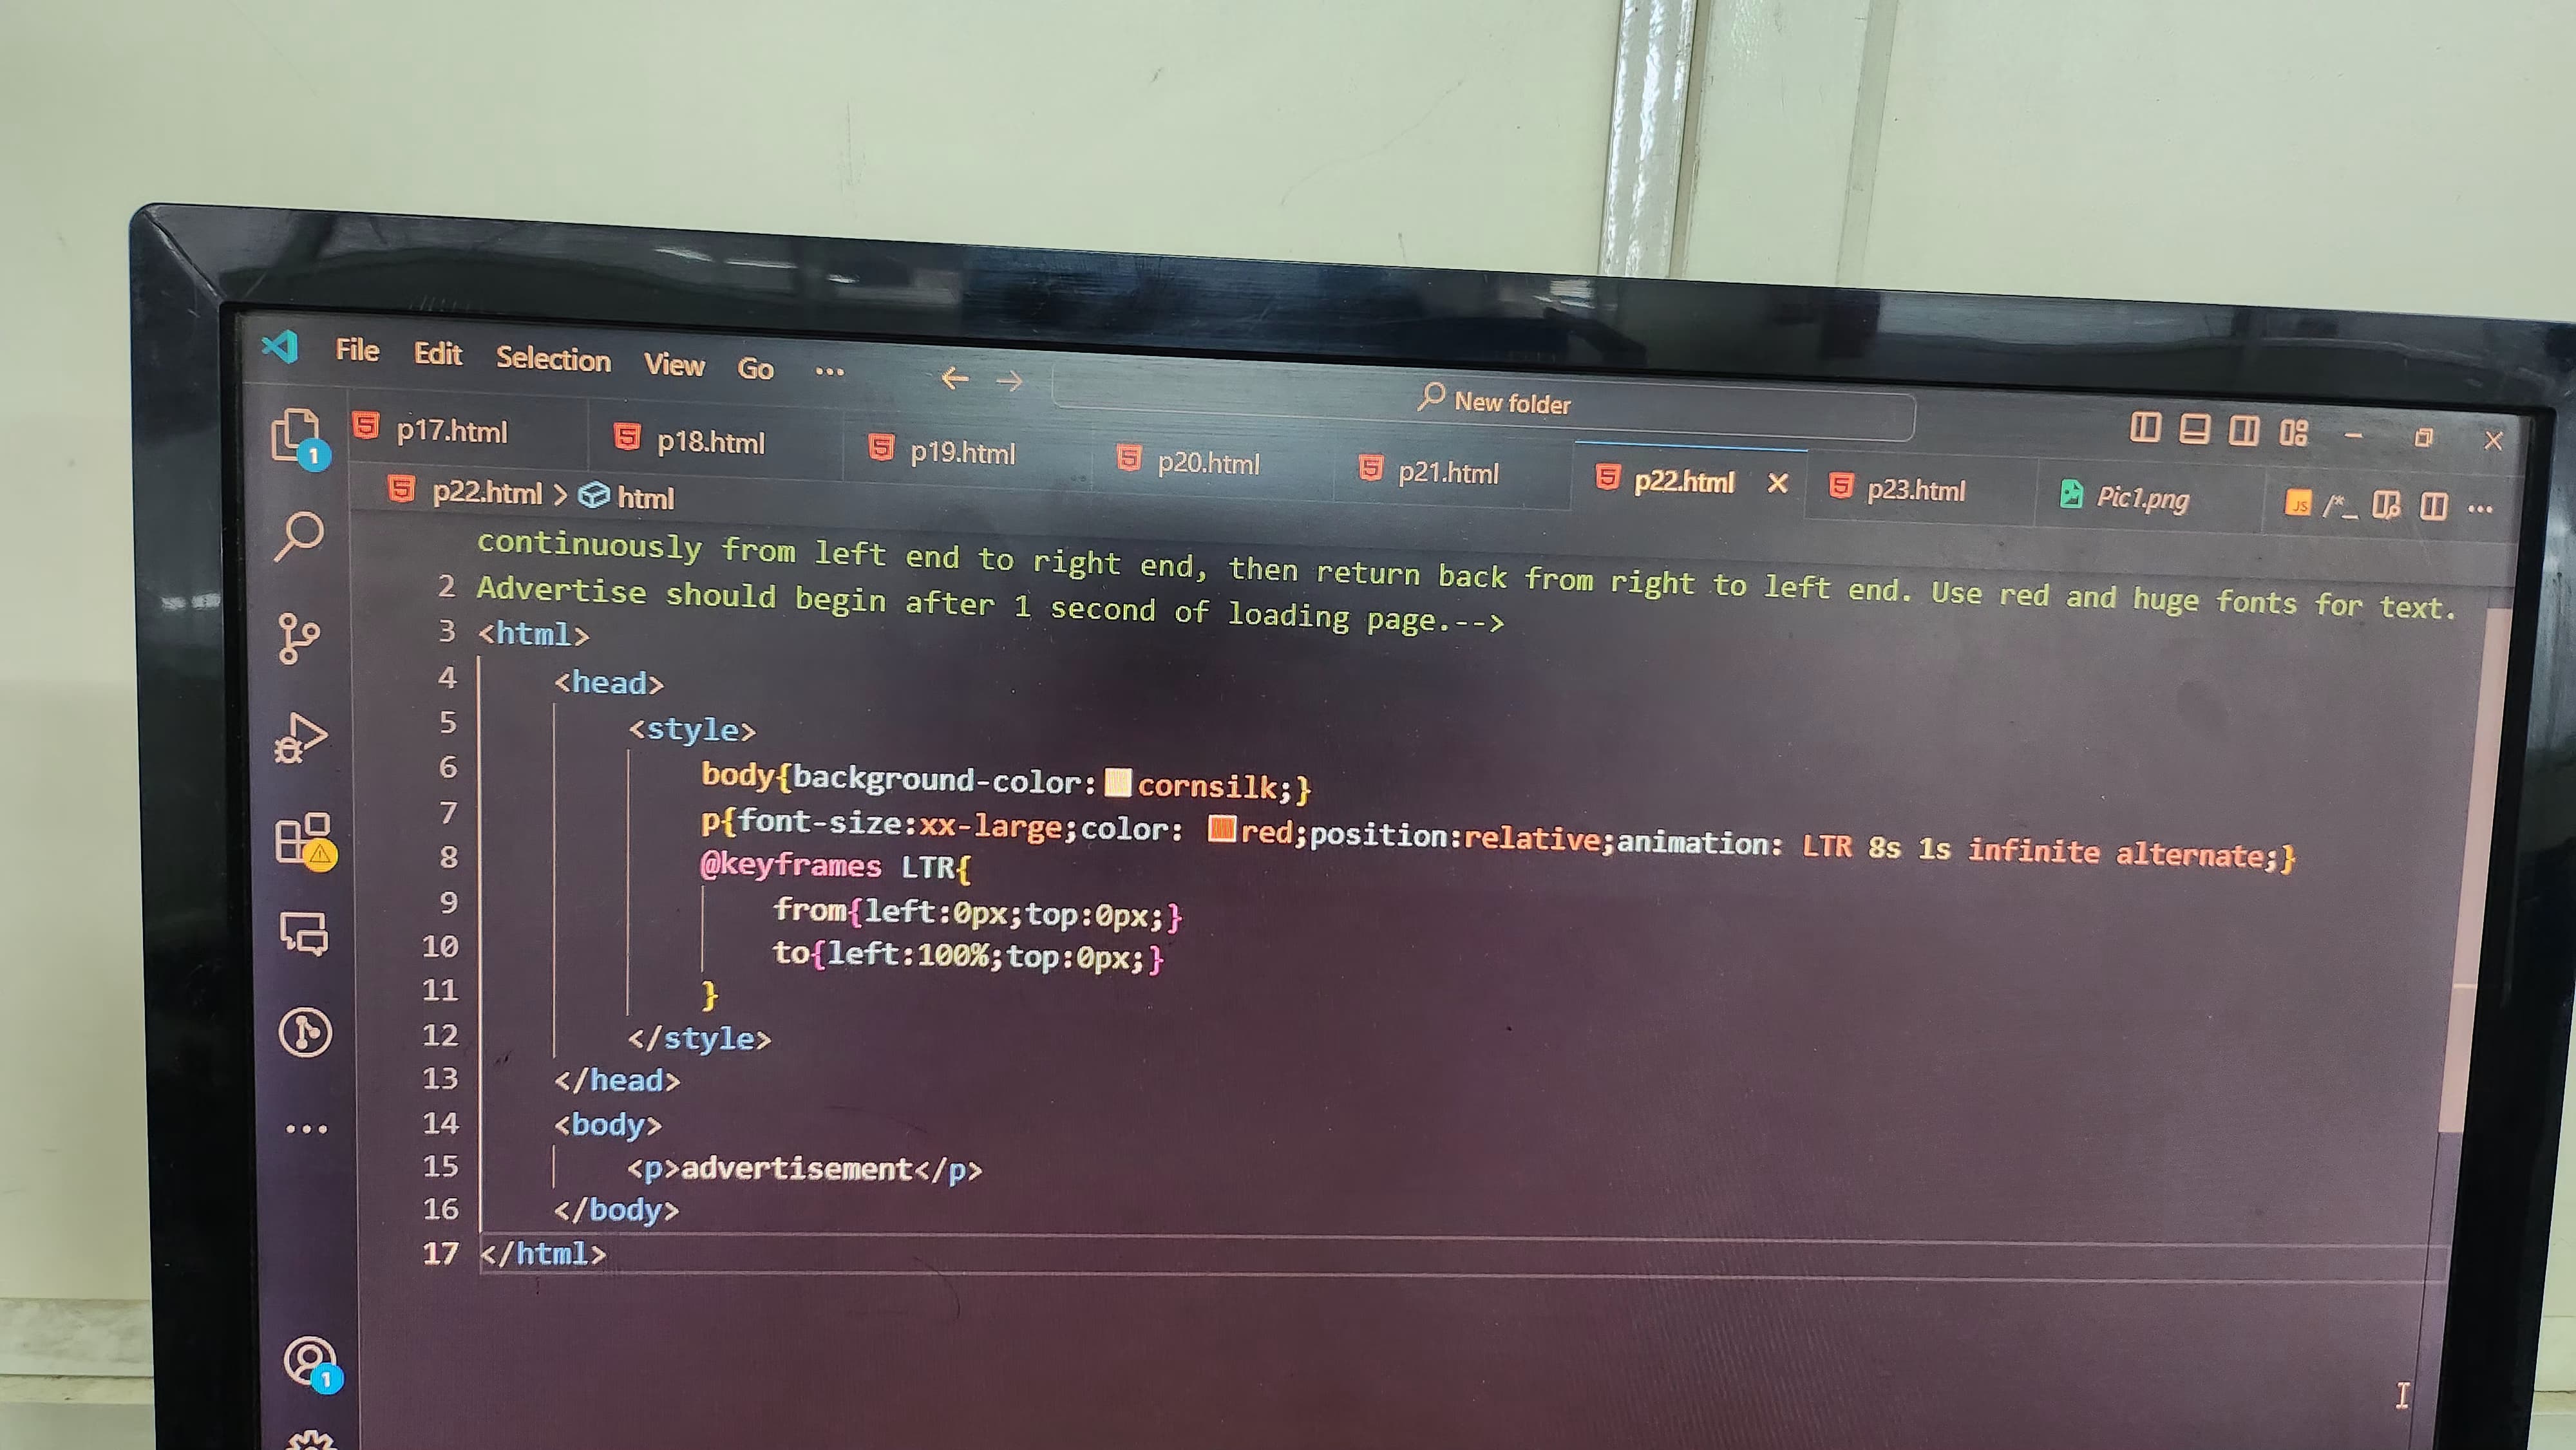 File Edit Selection View Go ... New folder
p17.html p18.html p19.html p20.html p21.html p22.html p23.html Pic1.png JS /*_ ...
p22.html > html
continuously from left end to right end, then return back from right to left end. Use red and huge fonts for text.
2 Advertise should begin after 1 second of loading page.-->
3 <html>
4 <head>
5 <style>
6 body{background-color: cornsilk;}
7 p{font-size:xx-large;color: red;position:relative;animation: LTR 8s 1s infinite alternate;}
8 @keyframes LTR{
9 from{left:0px;top:0px;}
10 to{left:100%;top:0px;}
11 }
12 </style>
13 </head>
14 <body>
15 <p>advertisement</p>
16 </body>
17 </html>
1
1